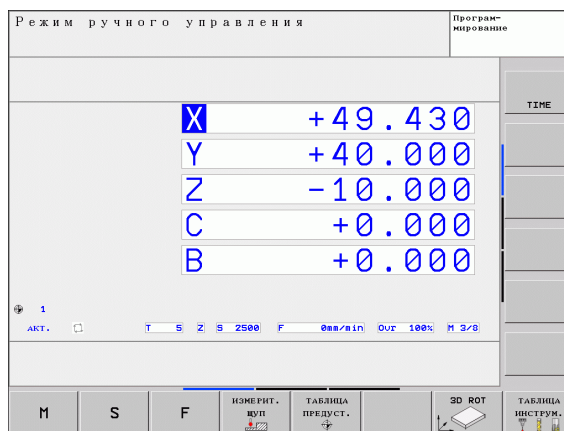 Режим ручного управления
Програм-
мирование
TIME
X +49.430
Y +40.000
Z -10.000
C +0.000
B +0.000
1
АКТ. T 5 Z S 2500 F 0mm/min Ovr 100% M 3/8
M S F ИЗМЕРИТ. ЩУП ТАБЛИЦА ПРЕДУСТ. 3D ROT ТАБЛИЦА ИНСТРУМ.